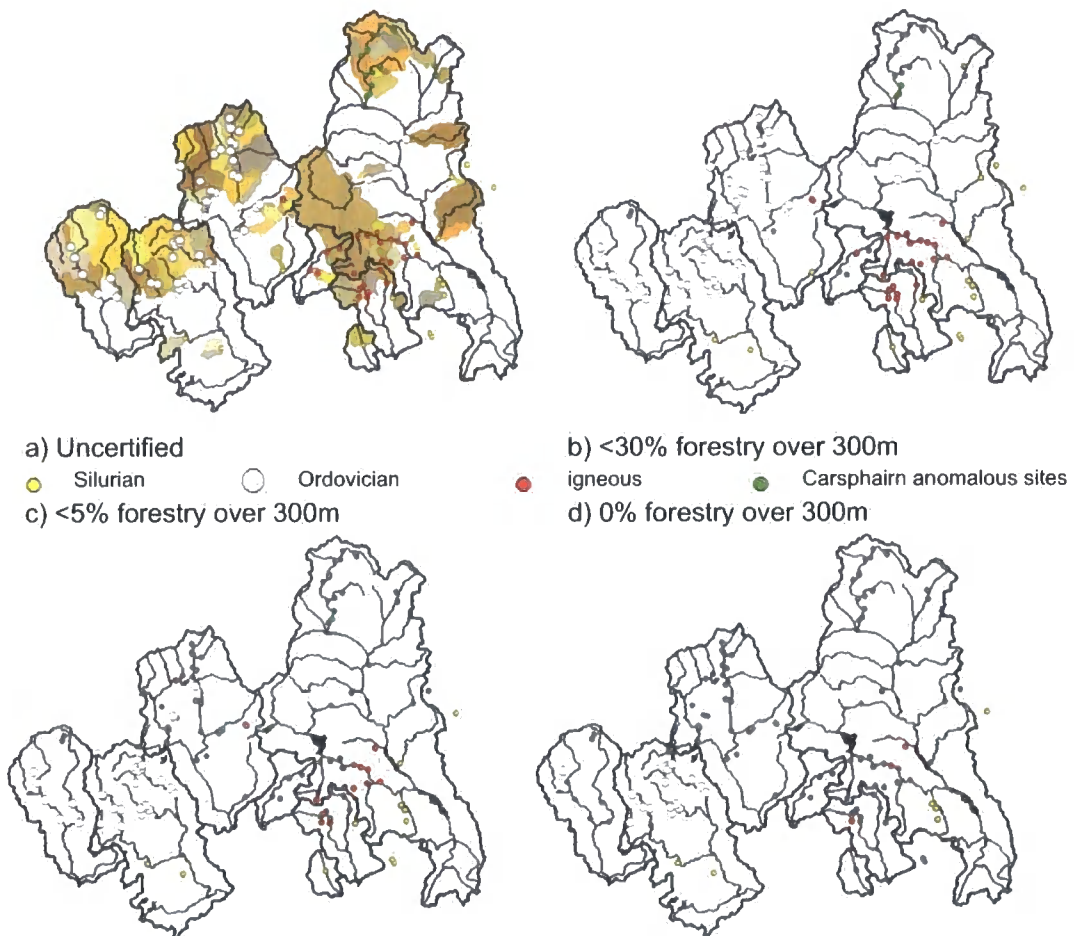 a) Uncertified b) <30% forestry over 300m
Silurian Ordovician igneous Carsphairn anomalous sites
c) <5% forestry over 300m d) 0% forestry over 300m